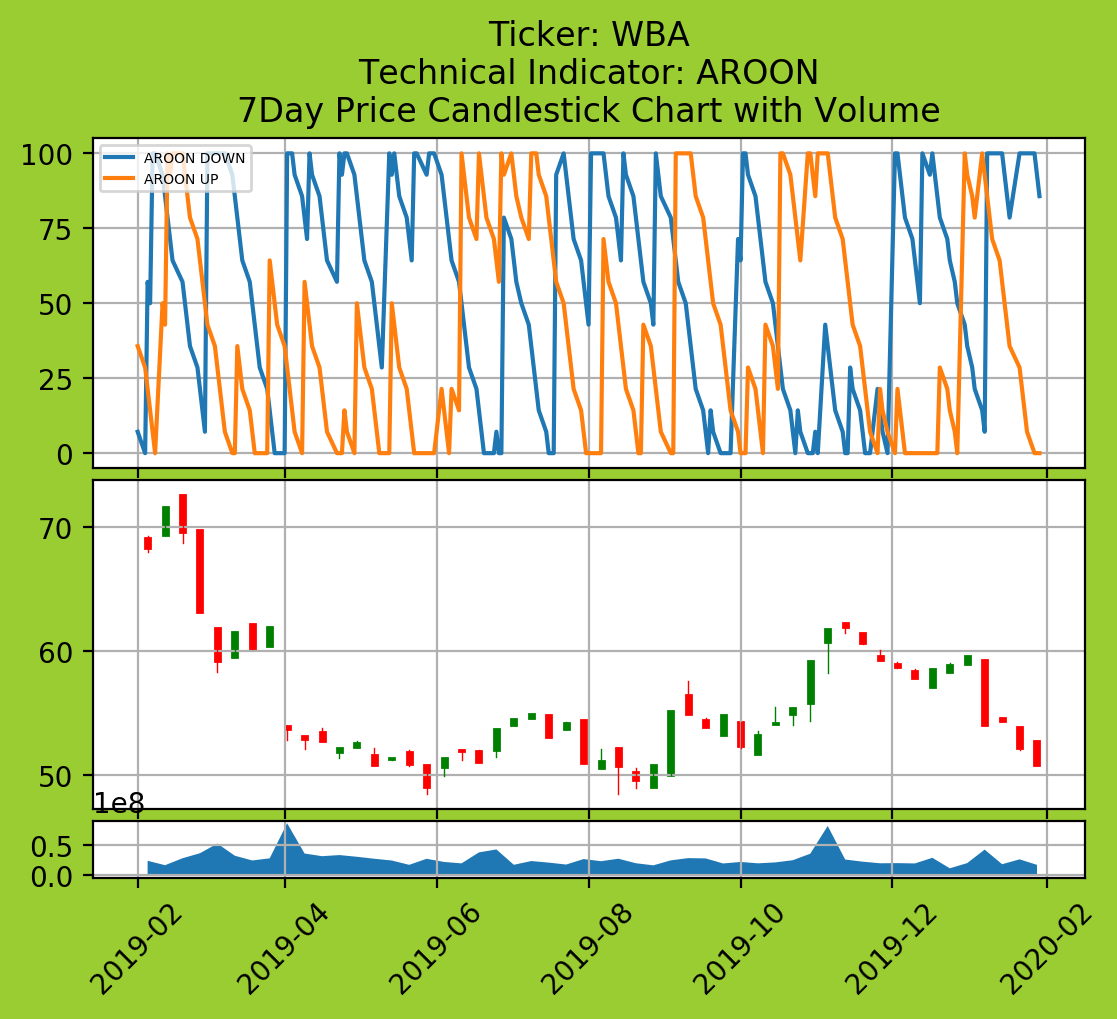 Ticker: WBA
Technical Indicator: AROON
7Day Price Candlestick Chart with Volume
100
75
50
25
0
AROON DOWN
AROON UP
70
60
50
1e8
0.5
0.0
2019-02
2019-04
2019-06
2019-08
2019-10
2019-12
2020-02